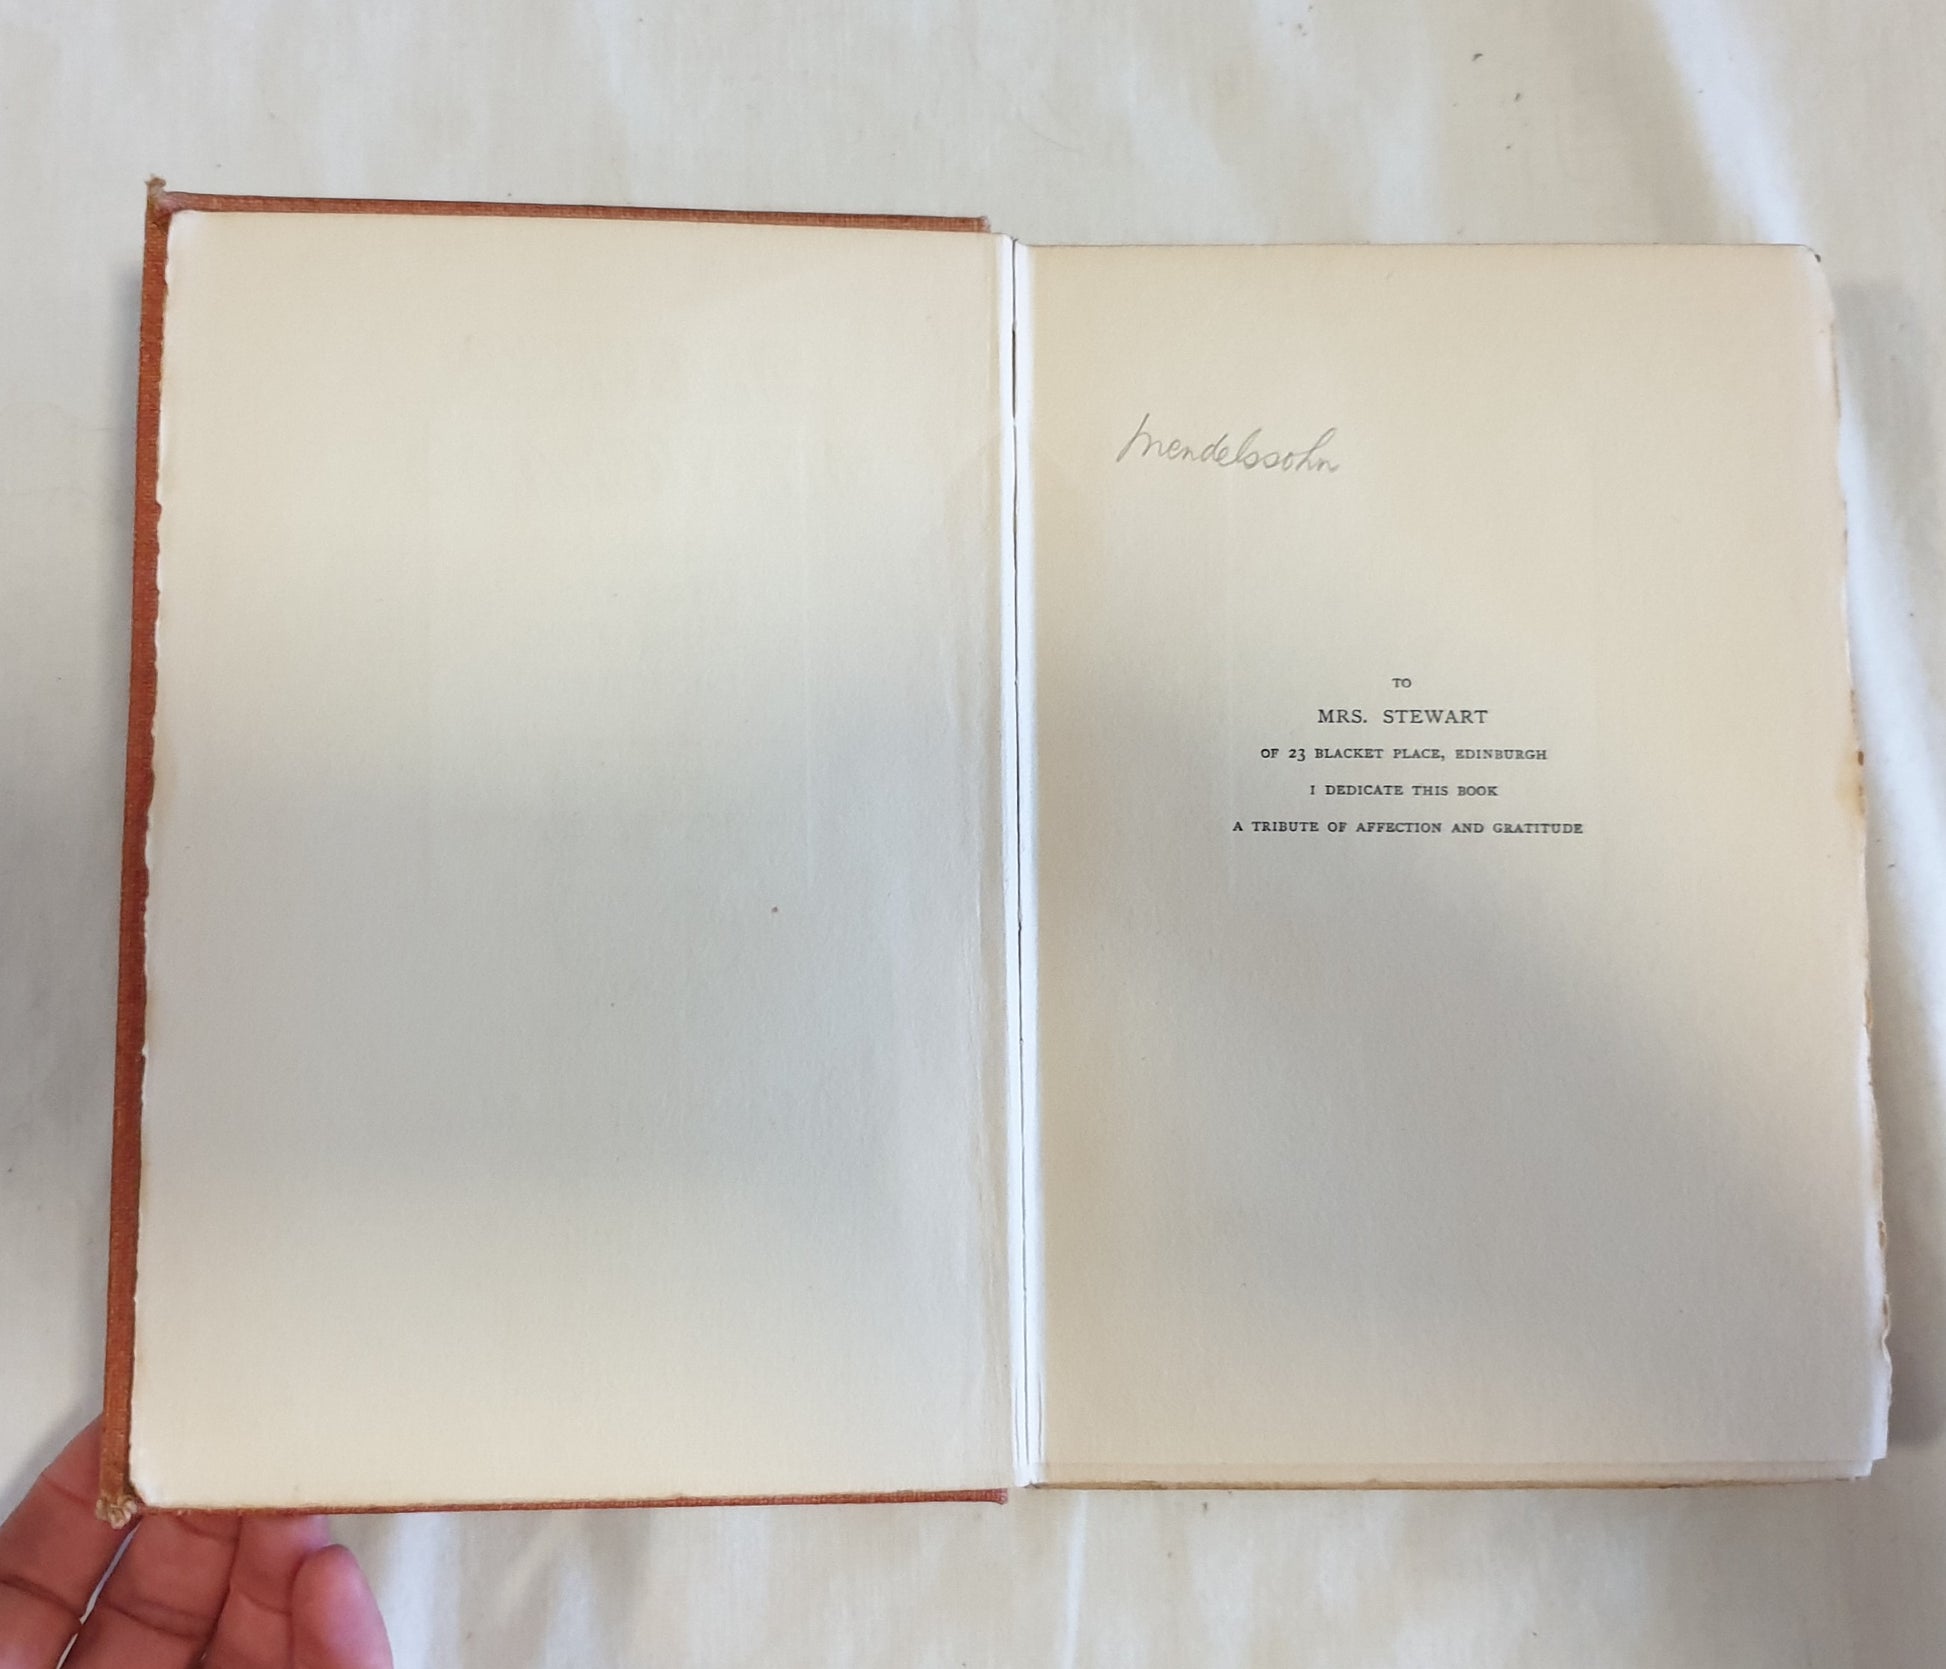 Mendelssohn
TO
MRS. STEWART
OF 23 BLACKET PLACE, EDINBURGH
I DEDICATE THIS BOOK
A TRIBUTE OF AFFECTION AND GRATITUDE